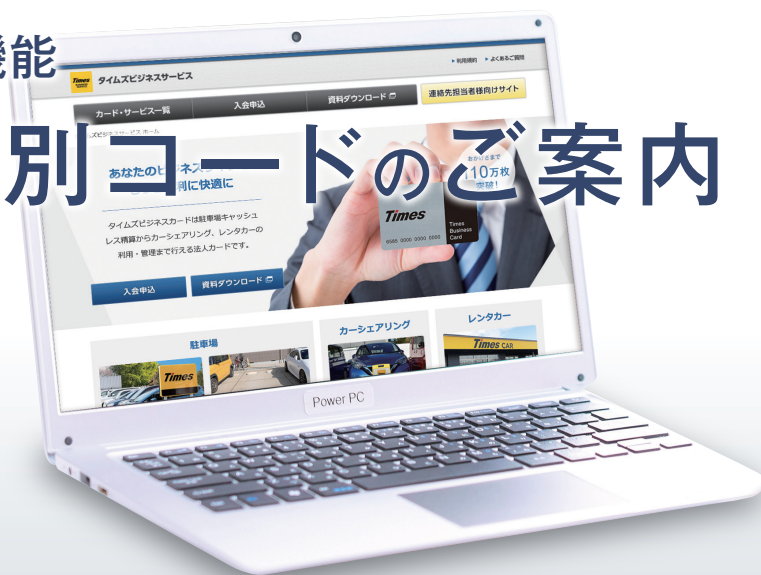 機能
別コードのご案内
Times
タイムズビジネスサービス
利用規約
よくあるご質問
カード・サービス一覧
入会申込
資料ダウンロード
連絡先担当者様向けサイト
ズビジネスサービス ホーム
あなたのビジネス
利に快適に
おかげさまで
110万枚
突破!
タイムズビジネスカードは駐車場キャッシュ
レス精算からカーシェアリング、レンタカーの
利用・管理まで行える法人カードです。
入会申込
資料ダウンロード
Times
Times
Business
Card
駐車場
カーシェアリング
レンタカー
Times
Times CAR
Power PC